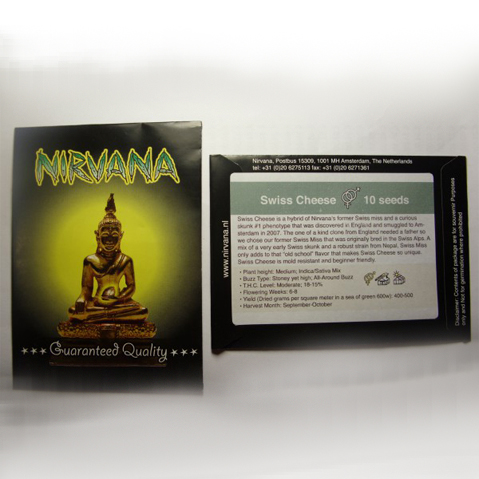 NIRVANA
★★★ Guaranteed Quality ★★★
Nirvana, Postbus 15309, 1001 MH Amsterdam, The Netherlands
tel: +31 (0)20 6275113 fax: +31 (0)20 6271361
www.nirvana.nl
Swiss Cheese 10 seeds
Swiss Cheese is a hybrid of Nirvana's former Swiss miss and a curious
skunk #1 phenotype that was discovered in England and smuggled to Am-
sterdam in 2007. The one of a kind clone from England needed a father so
we chose our former Swiss Miss that was originally bred in the Swiss Alps. A
mix of a very early Swiss skunk and a robust strain from Nepal, Swiss Miss
only adds to that "old school" flavor that makes Swiss Cheese so unique.
Swiss Cheese is mold resistant and beginner friendly.
• Plant height: Medium; Indica/Sativa Mix
• Buzz Type: Stoney yet high, All-Around
• T.H.C. Level: Moderate; 18-15%
• Flowering Weeks: 6-8
• Yield (Dried grams per square meter in a sea of green 600w): 400-500
• Harvest Month: September-October
Disclaimer: Contents of package are for souvenir Purposes
only and Not for germination where prohibited